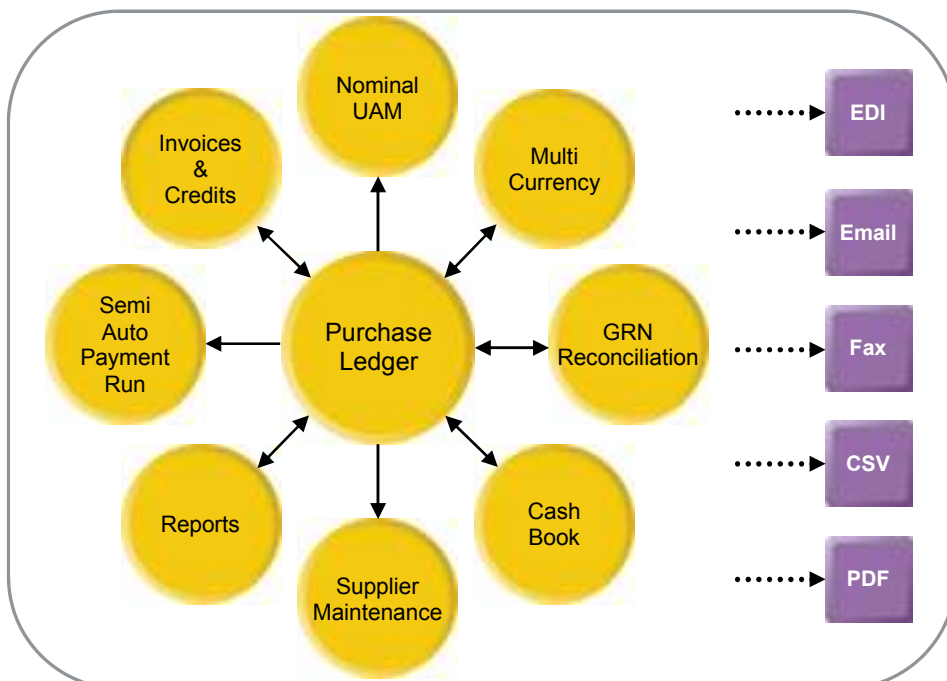 Nominal
UAM
Invoices
&
Credits
Multi
Currency
Semi
Auto
Payment
Run
Purchase
Ledger
GRN
Reconciliation
Reports
Cash
Book
Supplier
Maintenance
EDI
Email
Fax
CSV
PDF